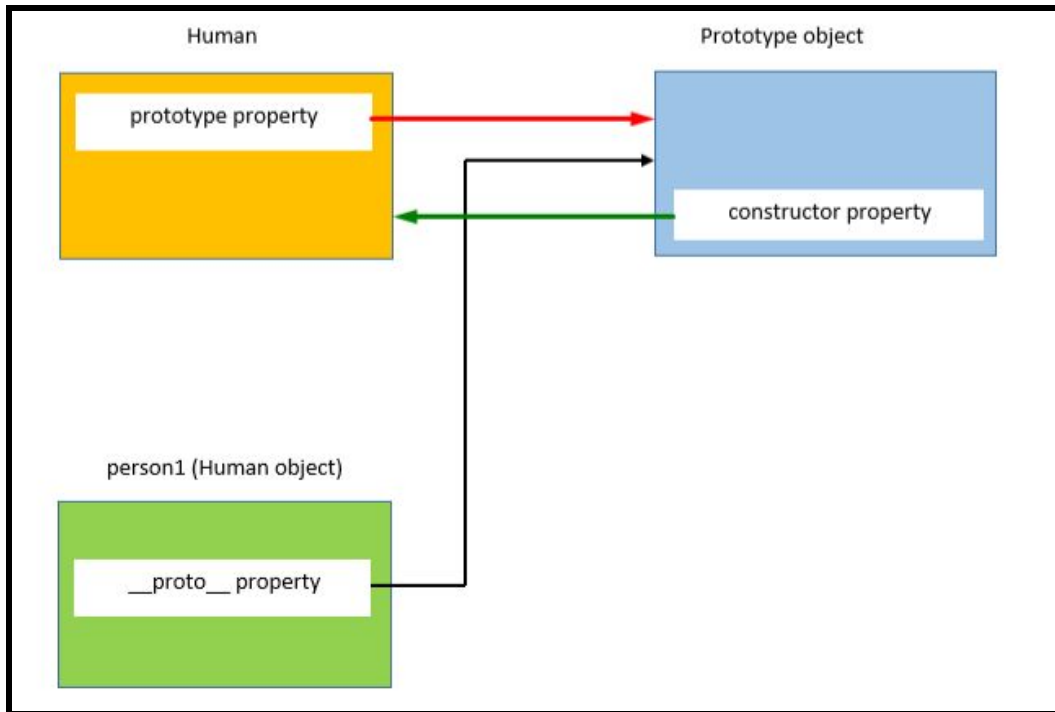 Human
Prototype object
prototype property
constructor property
person1 (Human object)
__proto__ property